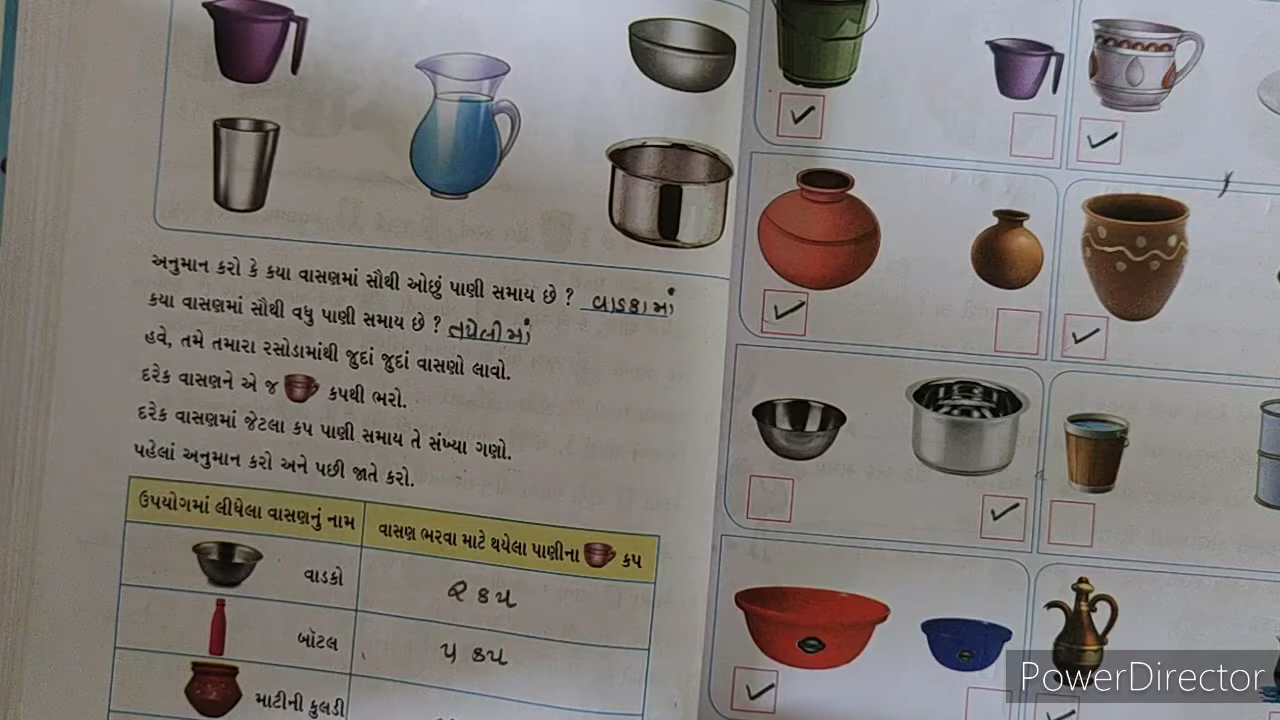 અનુમાન કરો કે કયા વાસણમાં સૌથી ઓછું પાણી સમાય છે ? વાડકામાં
કયા વાસણમાં સૌથી વધુ પાણી સમાય છે ? તપેલીમાં
હવે, તમે તમારા રસોડામાંથી જુદાં જુદાં વાસણો લાવો.
દરેક વાસણને એ જ કપથી ભરો.
દરેક વાસણમાં જેટલા કપ પાણી સમાય તે સંખ્યા ગણો.
પહેલાં અનુમાન કરો અને પછી જાતે કરો.
ઉપયોગમાં લીધેલા વાસણનું નામ
વાસણ ભરવા માટે થયેલા પાણીના કપ
વાડકો
૨ કપ
બૉટલ
૫ કપ
માટીની કુલડી
PowerDirector